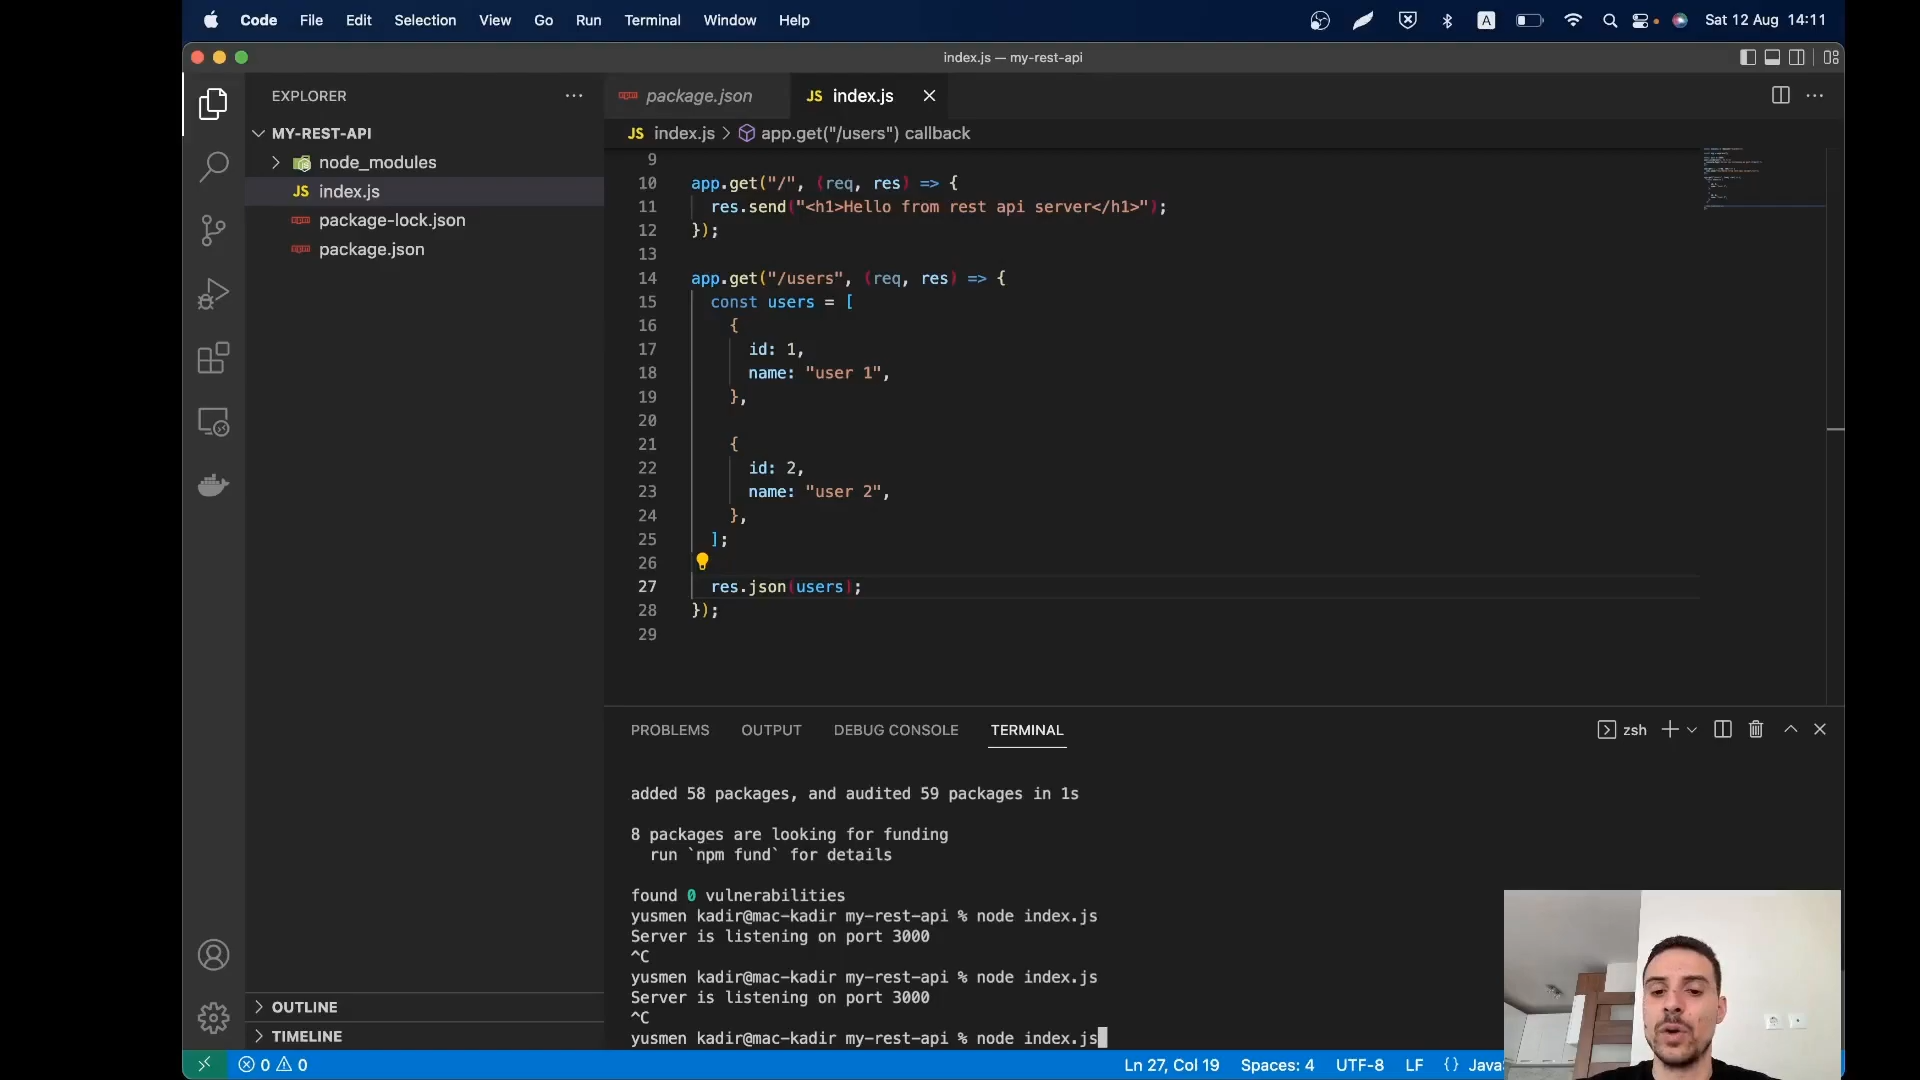 Code File Edit Selection View Go Run Terminal Window Help
A
Sat 12 Aug 14:11
index.js — my-rest-api
EXPLORER
package.json
JS index.js
MY-REST-API
JS index.js > app.get("/users") callback
node_modules
JS index.js
package-lock.json
package.json
9
10 app.get("/", (req, res) => {
11 res.send("<h1>Hello from rest api server</h1>");
12 });
13
14 app.get("/users", (req, res) => {
15 const users = [
16 {
17 id: 1,
18 name: "user 1",
19 },
20
21 {
22 id: 2,
23 name: "user 2",
24 },
25 ];
26
27 res.json(users);
28 });
29
PROBLEMS OUTPUT DEBUG CONSOLE TERMINAL
zsh
added 58 packages, and audited 59 packages in 1s
8 packages are looking for funding
run `npm fund` for details
found 0 vulnerabilities
yusmen kadir@mac-kadir my-rest-api % node index.js
Server is listening on port 3000
^C
yusmen kadir@mac-kadir my-rest-api % node index.js
Server is listening on port 3000
^C
yusmen kadir@mac-kadir my-rest-api % node index.js
OUTLINE
TIMELINE
0 0
Ln 27, Col 19 Spaces: 4 UTF-8 LF {} Java